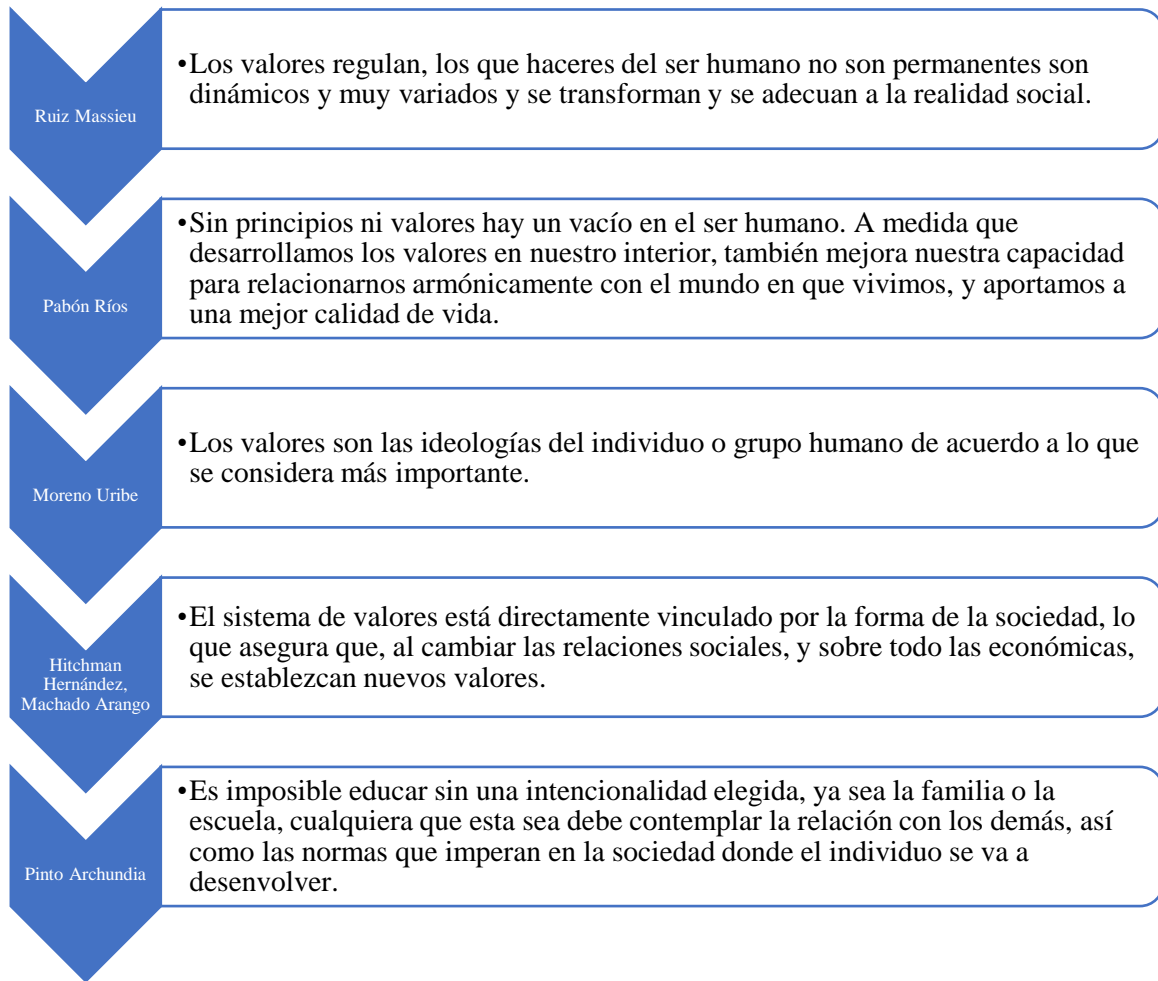 Ruiz Massieu
•Los valores regulan, los que haceres del ser humano no son permanentes son
dinámicos y muy variados y se transforman y se adecuan a la realidad social.
Pabón Ríos
•Sin principios ni valores hay un vacío en el ser humano. A medida que
desarrollamos los valores en nuestro interior, también mejora nuestra capacidad
para relacionarnos armónicamente con el mundo en que vivimos, y aportamos a
una mejor calidad de vida.
Moreno Uribe
•Los valores son las ideologías del individuo o grupo humano de acuerdo a lo que
se considera más importante.
Hitchman
Hernández,
Machado Arango
•El sistema de valores está directamente vinculado por la forma de la sociedad, lo
que asegura que, al cambiar las relaciones sociales, y sobre todo las económicas,
se establezcan nuevos valores.
Pinto Archundia
•Es imposible educar sin una intencionalidad elegida, ya sea la familia o la
escuela, cualquiera que esta sea debe contemplar la relación con los demás, así
como las normas que imperan en la sociedad donde el individuo se va a
desenvolver.